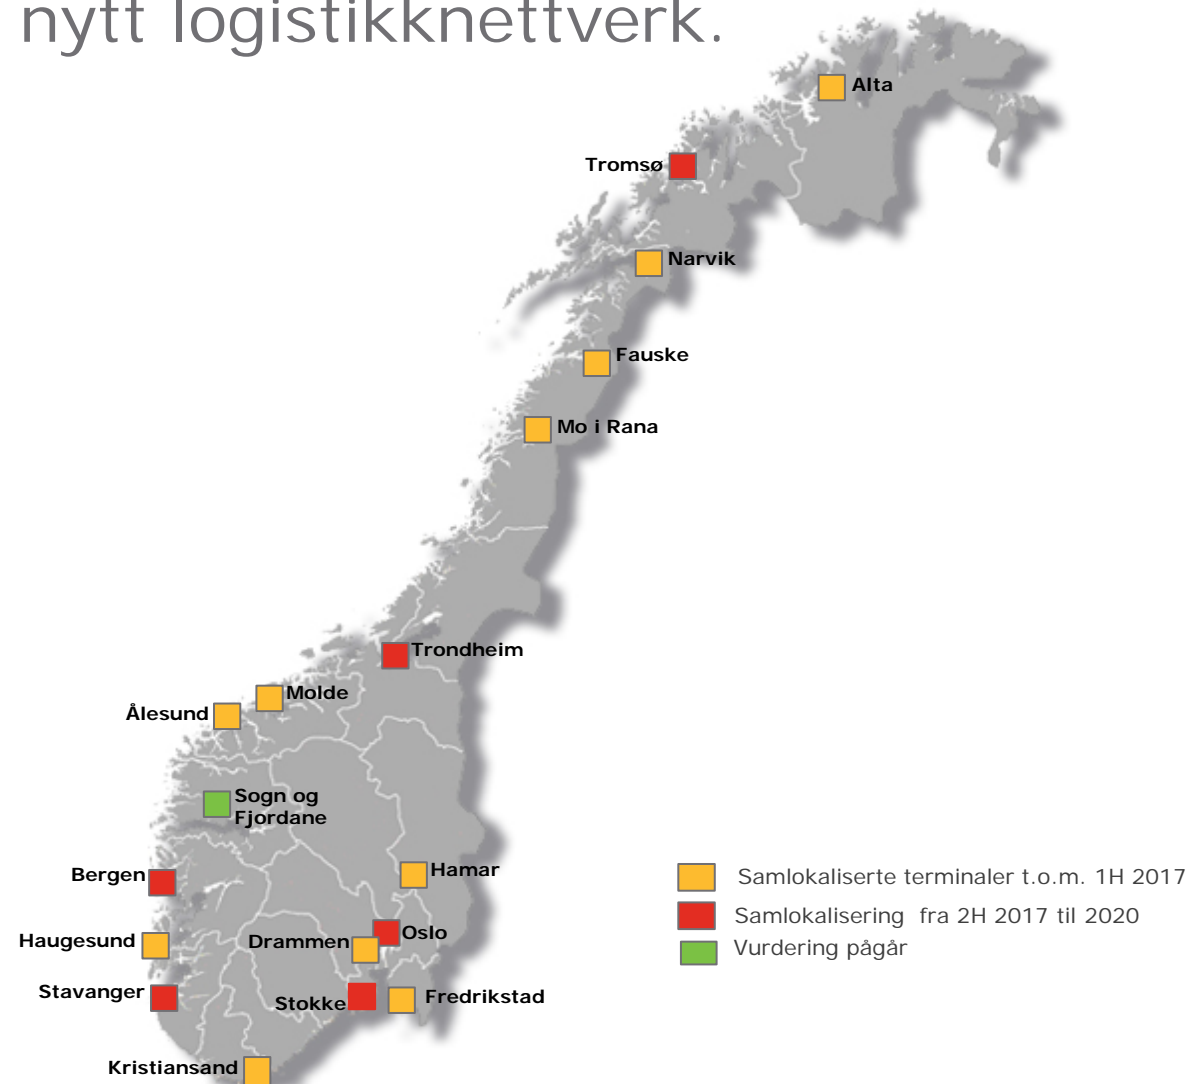 nytt logistikknettverk.
Alta
Tromsø
Narvik
Fauske
Mo i Rana
Trondheim
Molde
Ålesund
Sogn og
Fjordane
Bergen
Hamar
Haugesund
Drammen
Oslo
Stavanger
Stokke
Fredrikstad
Kristiansand
Samlokaliserte terminaler t.o.m. 1H 2017
Samlokalisering fra 2H 2017 til 2020
Vurdering pågår